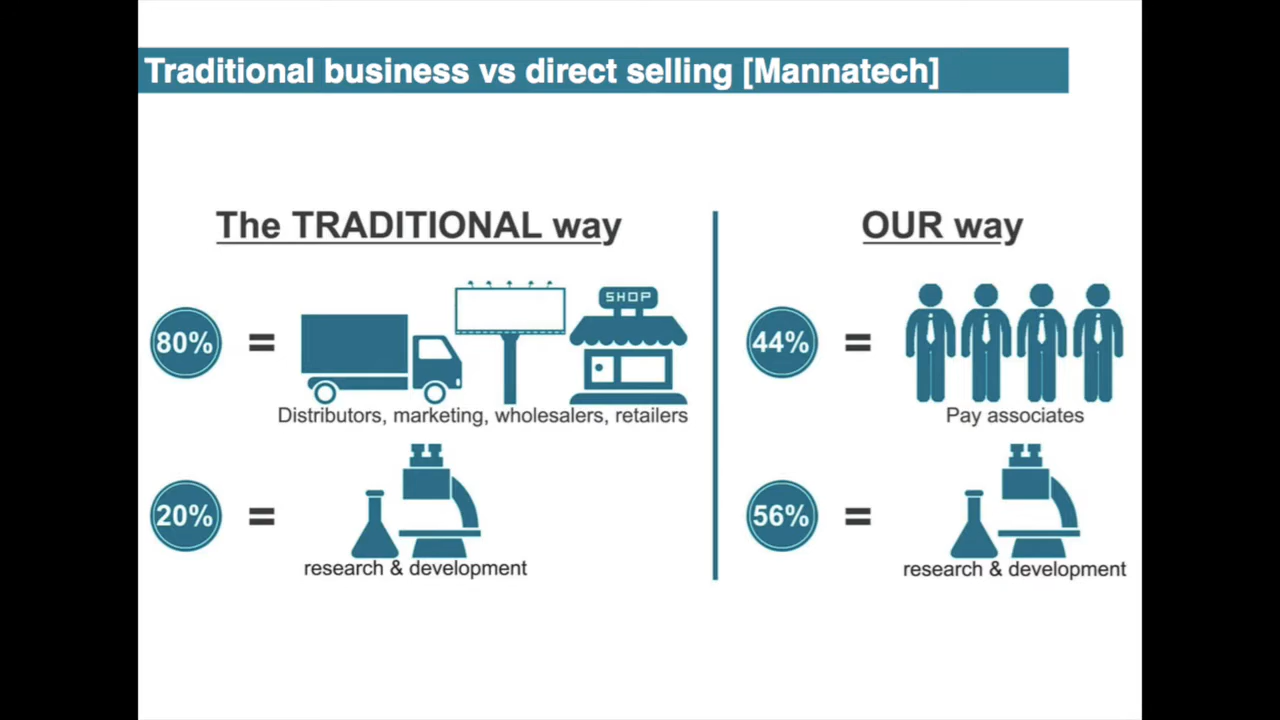 Traditional business vs direct selling [Mannatech]
The TRADITIONAL way
80%
=
SHOP
Distributors, marketing, wholesalers, retailers
20%
=
research & development
OUR way
44%
=
Pay associates
56%
=
research & development